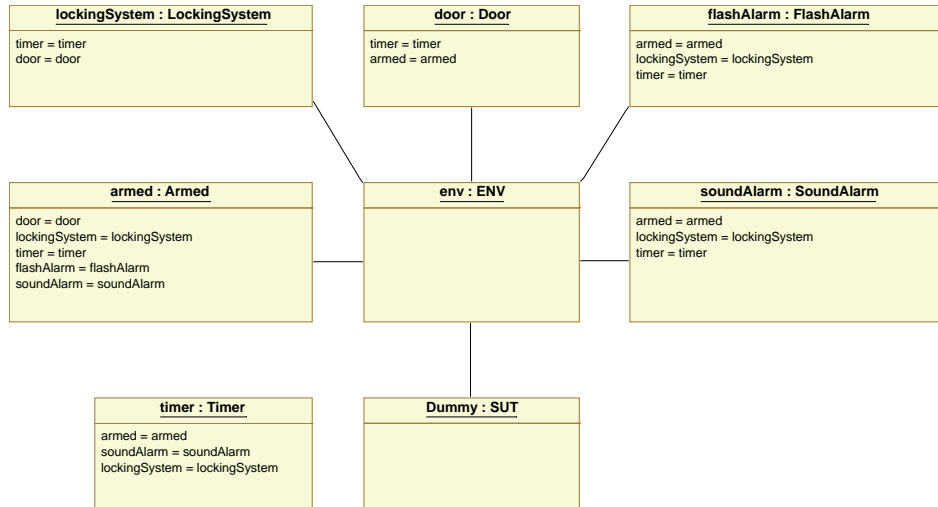 lockingSystem : LockingSystem
timer = timer
door = door
door : Door
timer = timer
armed = armed
flashAlarm : FlashAlarm
armed = armed
lockingSystem = lockingSystem
timer = timer
armed : Armed
door = door
lockingSystem = lockingSystem
timer = timer
flashAlarm = flashAlarm
soundAlarm = soundAlarm
env : ENV
soundAlarm : SoundAlarm
armed = armed
lockingSystem = lockingSystem
timer = timer
timer : Timer
armed = armed
soundAlarm = soundAlarm
lockingSystem = lockingSystem
Dummy : SUT